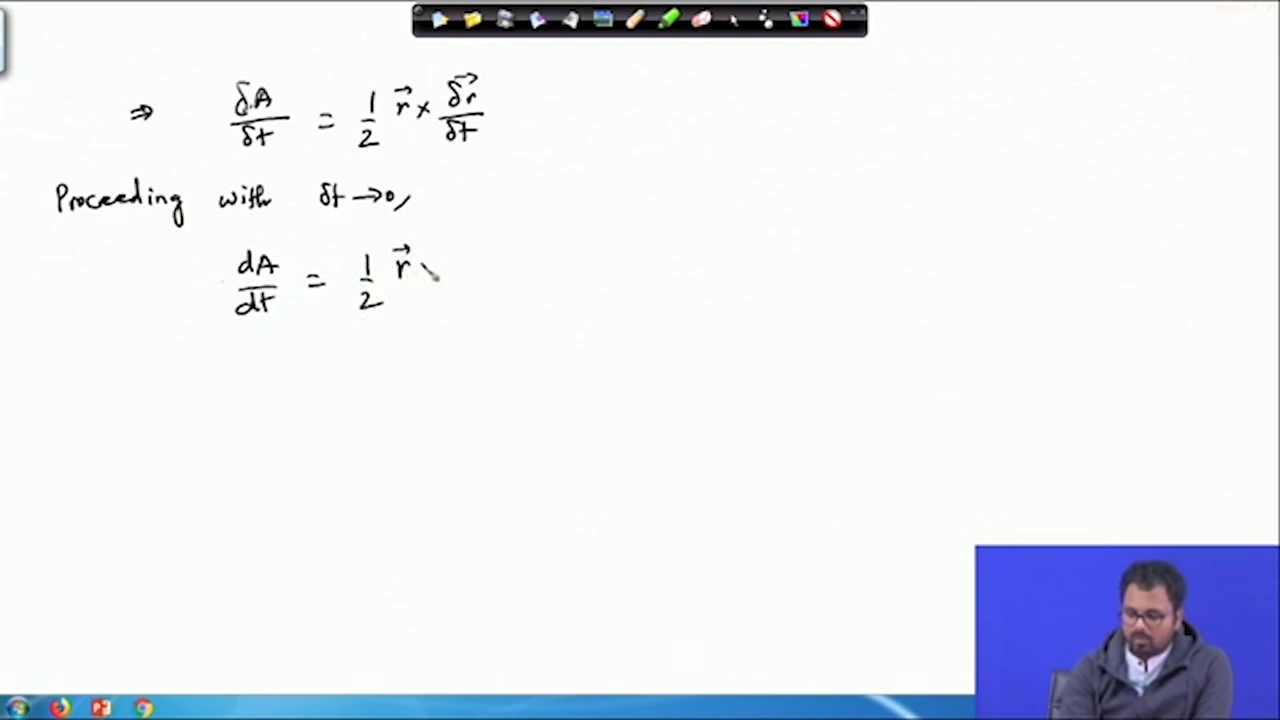 ⇒ δA/δt = 1/2 r⃗ × δr⃗/δt
Proceeding with δt → 0,
dA/dt = 1/2 r⃗